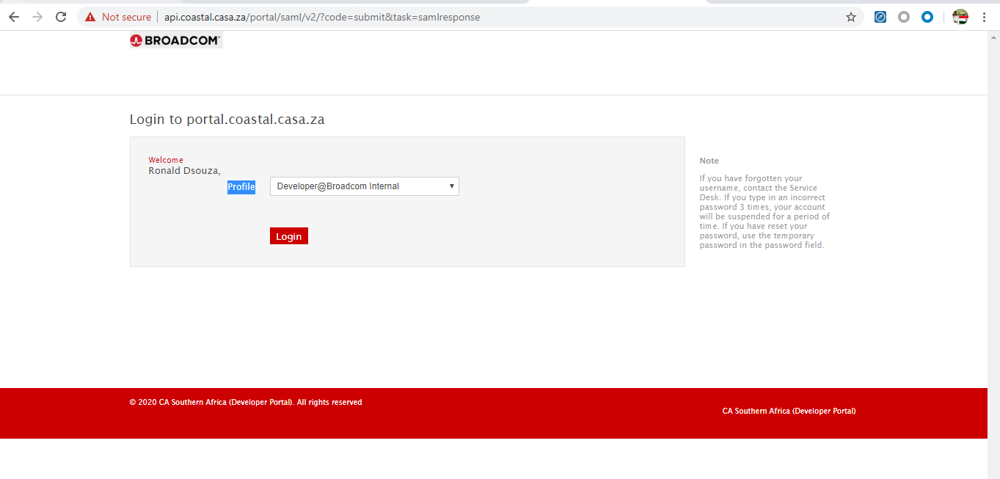 Not secure
api.coastal.casa.za/portal/saml/v2/?code=submit&task=samlresponse
BROADCOM
Login to portal.coastal.casa.za
Welcome
Ronald Dsouza,
Profile
Developer@Broadcom Internal
Login
Note
If you have forgotten your
username, contact the Service
Desk. If you type in an incorrect
password 3 times, your account
will be suspended for a period of
time. If you have reset your
password, use the temporary
password in the password field.
© 2020 CA Southern Africa (Developer Portal). All rights reserved
CA Southern Africa (Developer Portal)